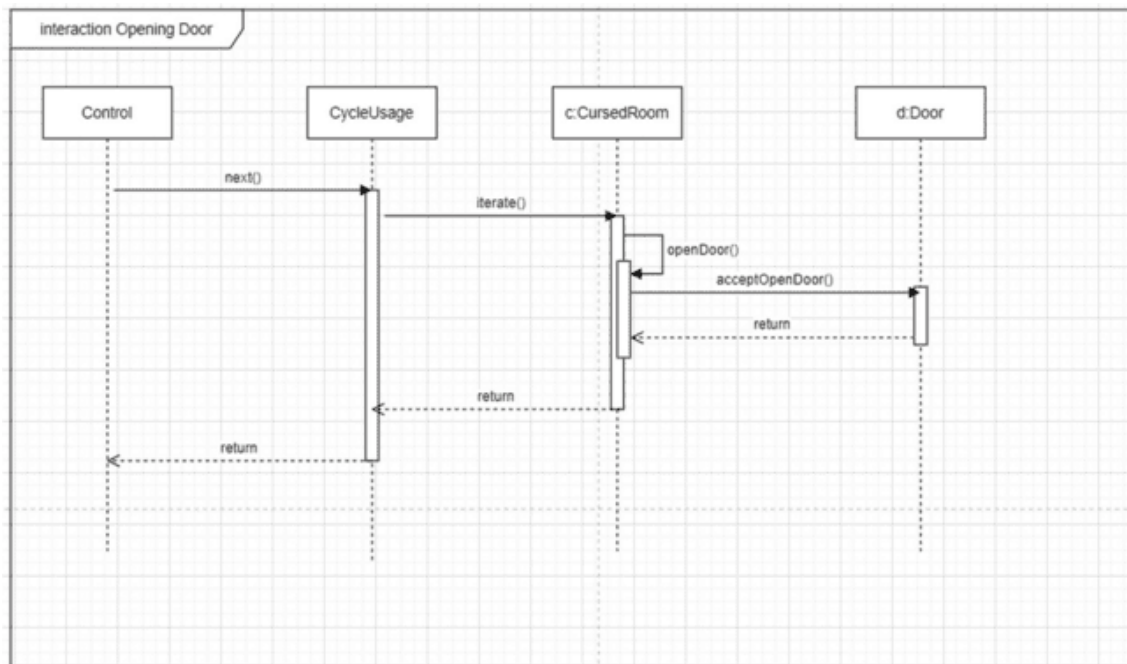 interaction Opening Door
Control
CycleUsage
c:CursedRoom
d:Door
next()
iterate()
openDoor()
acceptOpenDoor()
return
return
return